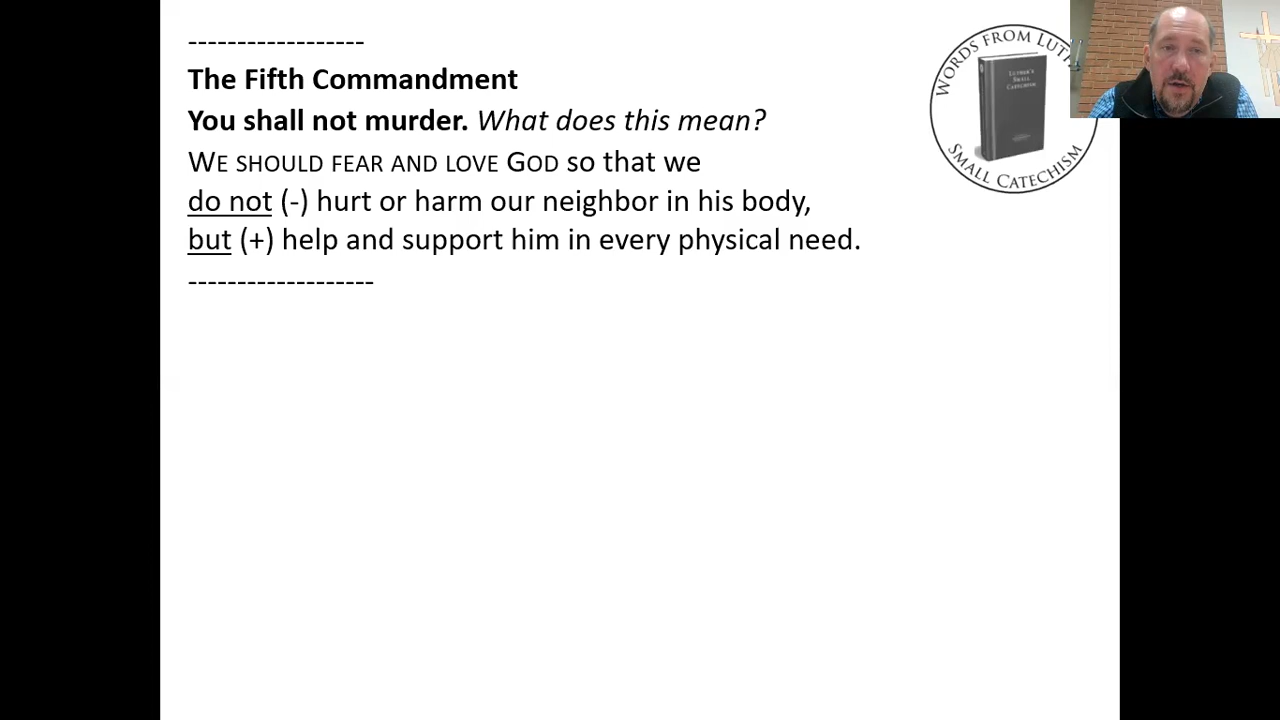 ------------------
The Fifth Commandment
You shall not murder. What does this mean?
WE SHOULD FEAR AND LOVE GOD so that we
do not (-) hurt or harm our neighbor in his body,
but (+) help and support him in every physical need.
-------------------
WORDS FROM
LUTHER'S
SMALL
CATECHISM
SMALL CATECHISM